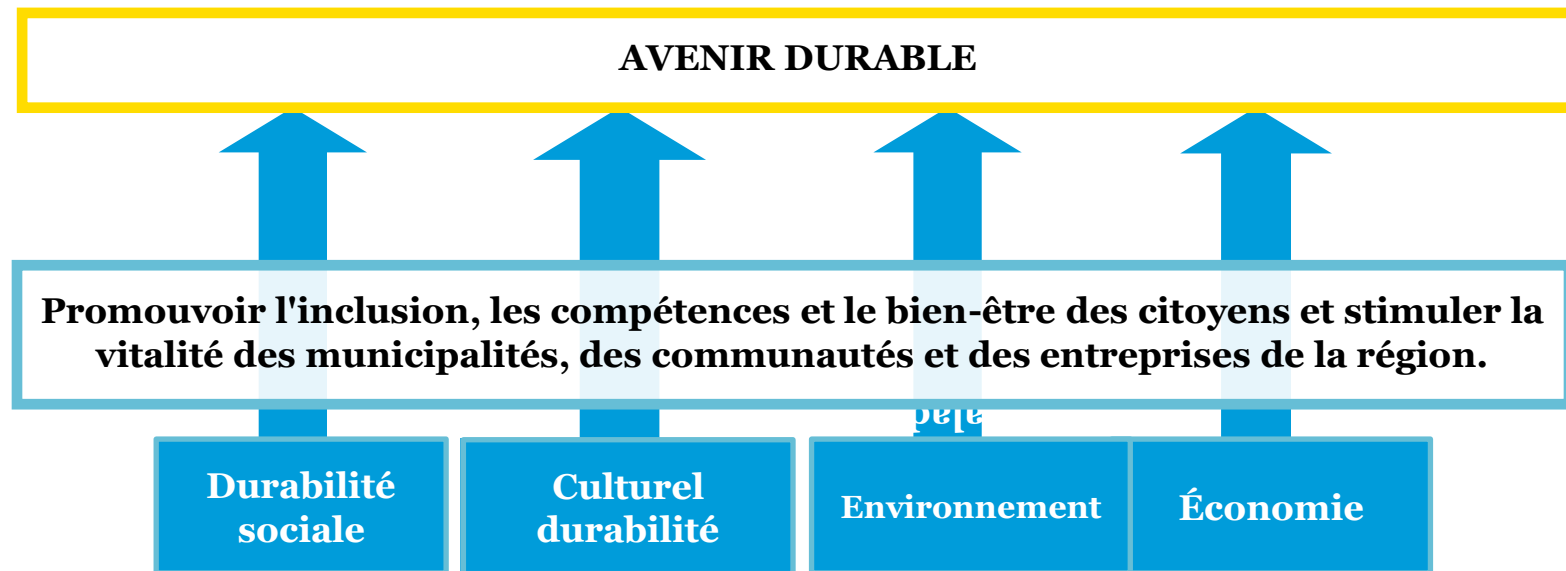 AVENIR DURABLE
Promouvoir l'inclusion, les compétences et le bien-être des citoyens et stimuler la
vitalité des municipalités, des communautés et des entreprises de la région.
Durabilité
sociale
Culturel
durabilité
Environnement
Économie